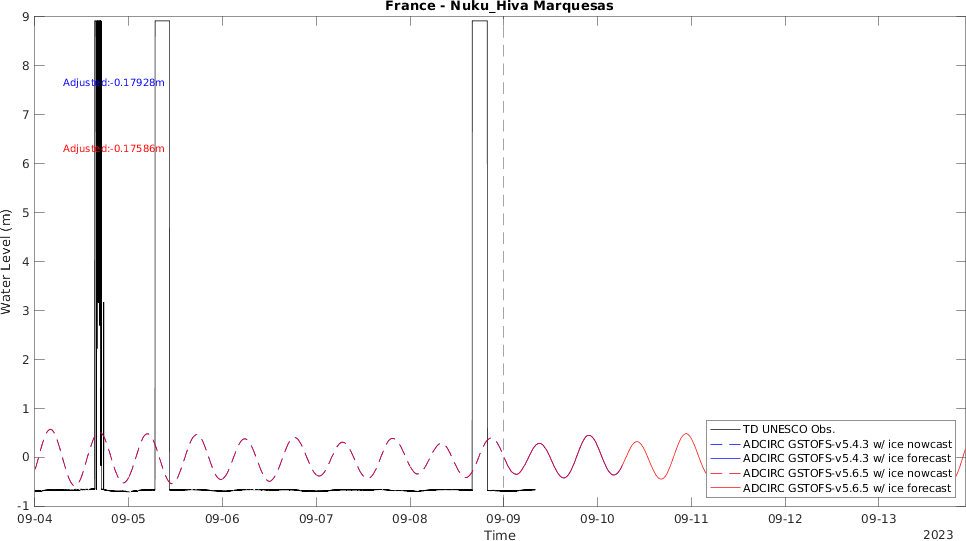 France - Nuku_Hiva Marquesas
9
8
7
6
5
4
3
2
1
0
-1
Water Level (m)
Adjusted:-0.17928m
Adjusted:-0.17586m
TD UNESCO Obs.
ADCIRC GSTOFS-v5.4.3 w/ ice nowcast
ADCIRC GSTOFS-v5.4.3 w/ ice forecast
ADCIRC GSTOFS-v5.6.5 w/ ice nowcast
ADCIRC GSTOFS-v5.6.5 w/ ice forecast
09-04 09-05 09-06 09-07 09-08 09-09 09-10 09-11 09-12 09-13
Time
2023